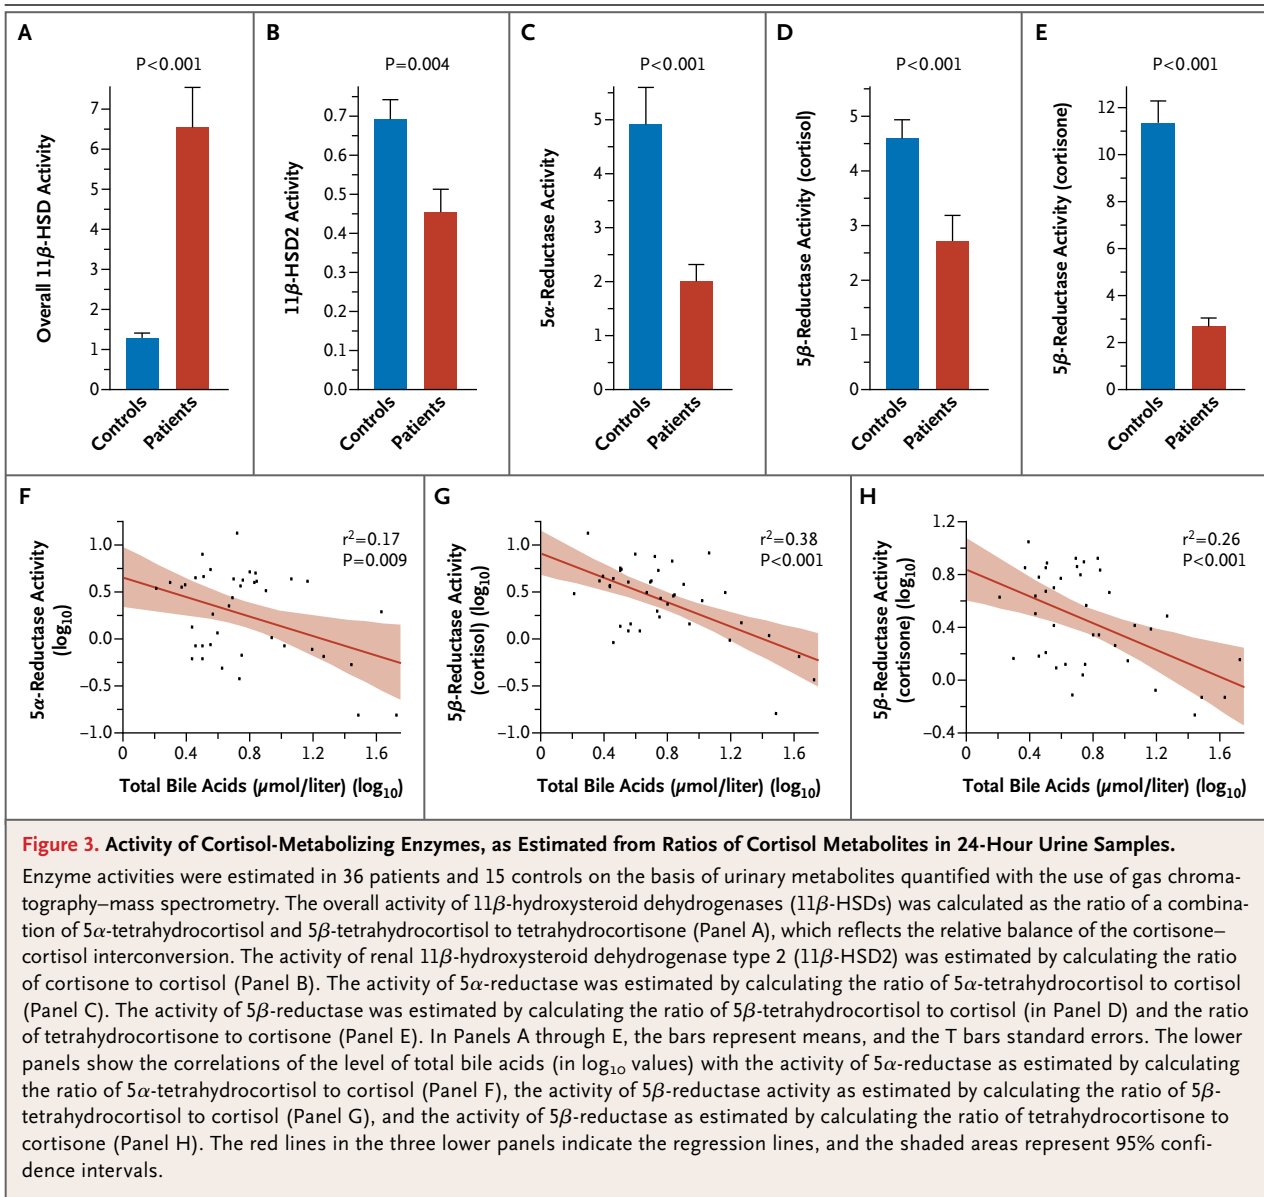 A
P<0.001
Overall 11β-HSD Activity
7
6
5
4
3
2
1
0
Controls
Patients
B
P=0.004
11β-HSD2 Activity
0.7
0.6
0.5
0.4
0.3
0.2
0.1
0.0
Controls
Patients
C
P<0.001
5α-Reductase Activity
5
4
3
2
1
0
Controls
Patients
D
P<0.001
5β-Reductase Activity (cortisol)
5
4
3
2
1
0
Controls
Patients
E
P<0.001
5β-Reductase Activity (cortisone)
12
10
8
6
4
2
0
Controls
Patients
F
r²=0.17
P=0.009
5α-Reductase Activity
(log₁₀)
1.0
0.5
0.0
−0.5
−1.0
0 0.4 0.8 1.2 1.6
Total Bile Acids (μmol/liter) (log₁₀)
G
r²=0.38
P<0.001
5β-Reductase Activity
(cortisol) (log₁₀)
1.0
0.5
0.0
−0.5
−1.0
0 0.4 0.8 1.2 1.6
Total Bile Acids (μmol/liter) (log₁₀)
H
r²=0.26
P<0.001
5β-Reductase Activity
(cortisone) (log₁₀)
1.2
0.8
0.4
0.0
−0.4
0 0.4 0.8 1.2 1.6
Total Bile Acids (μmol/liter) (log₁₀)
Figure 3. Activity of Cortisol-Metabolizing Enzymes, as Estimated from Ratios of Cortisol Metabolites in 24-Hour Urine Samples.
Enzyme activities were estimated in 36 patients and 15 controls on the basis of urinary metabolites quantified with the use of gas chroma-
tography–mass spectrometry. The overall activity of 11β-hydroxysteroid dehydrogenases (11β-HSDs) was calculated as the ratio of a combina-
tion of 5α-tetrahydrocortisol and 5β-tetrahydrocortisol to tetrahydrocortisone (Panel A), which reflects the relative balance of the cortisone–
cortisol interconversion. The activity of renal 11β-hydroxysteroid dehydrogenase type 2 (11β-HSD2) was estimated by calculating the ratio
of cortisone to cortisol (Panel B). The activity of 5α-reductase was estimated by calculating the ratio of 5α-tetrahydrocortisol to cortisol
(Panel C). The activity of 5β-reductase was estimated by calculating the ratio of 5β-tetrahydrocortisol to cortisol (in Panel D) and the ratio
of tetrahydrocortisone to cortisone (Panel E). In Panels A through E, the bars represent means, and the T bars standard errors. The lower
panels show the correlations of the level of total bile acids (in log₁₀ values) with the activity of 5α-reductase as estimated by calculating
the ratio of 5α-tetrahydrocortisol to cortisol (Panel F), the activity of 5β-reductase activity as estimated by calculating the ratio of 5β-
tetrahydrocortisol to cortisol (Panel G), and the activity of 5β-reductase as estimated by calculating the ratio of tetrahydrocortisone to
cortisone (Panel H). The red lines in the three lower panels indicate the regression lines, and the shaded areas represent 95% confi-
dence intervals.